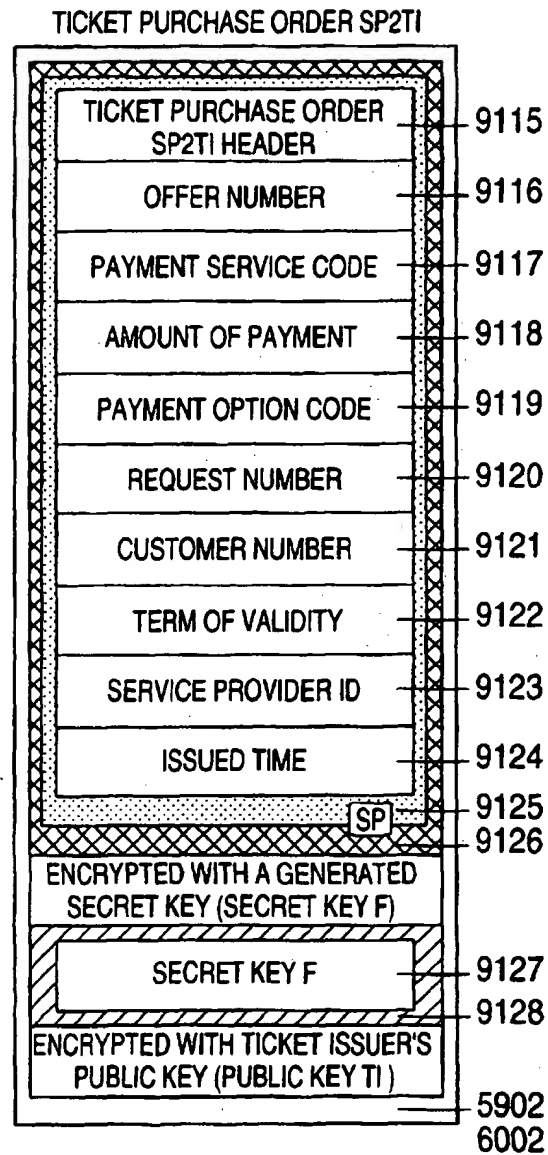 TICKET PURCHASE ORDER SP2TI
TICKET PURCHASE ORDER
SP2TI HEADER
9115
OFFER NUMBER
9116
PAYMENT SERVICE CODE
9117
AMOUNT OF PAYMENT
9118
PAYMENT OPTION CODE
9119
REQUEST NUMBER
9120
CUSTOMER NUMBER
9121
TERM OF VALIDITY
9122
SERVICE PROVIDER ID
9123
ISSUED TIME
9124
SP
9125
9126
ENCRYPTED WITH A GENERATED
SECRET KEY (SECRET KEY F)
SECRET KEY F
9127
9128
ENCRYPTED WITH TICKET ISSUER'S
PUBLIC KEY (PUBLIC KEY TI )
5902
6002